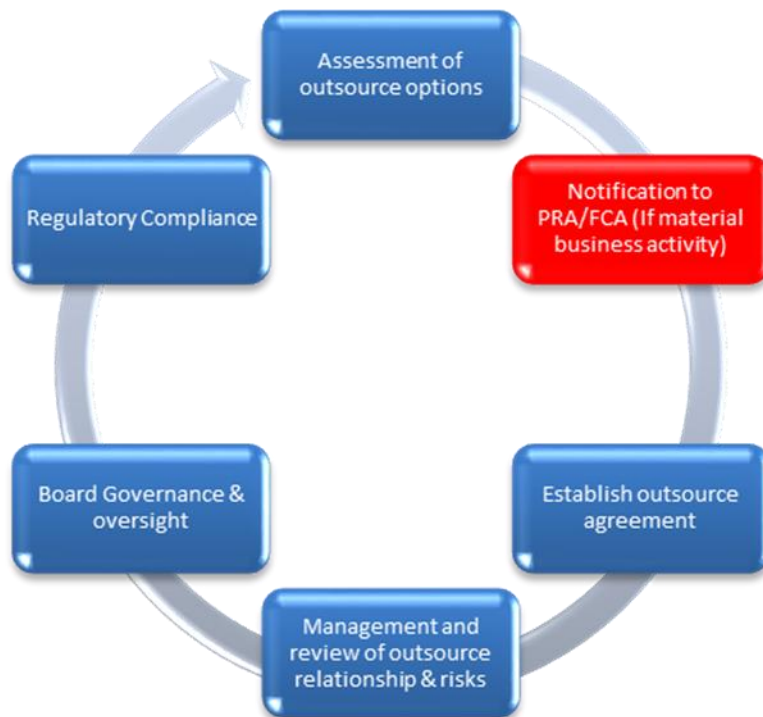 Assessment of
outsource options
Notification to
PRA/FCA (If material
business activity)
Establish outsource
agreement
Management and
review of outsource
relationship & risks
Board Governance &
oversight
Regulatory Compliance